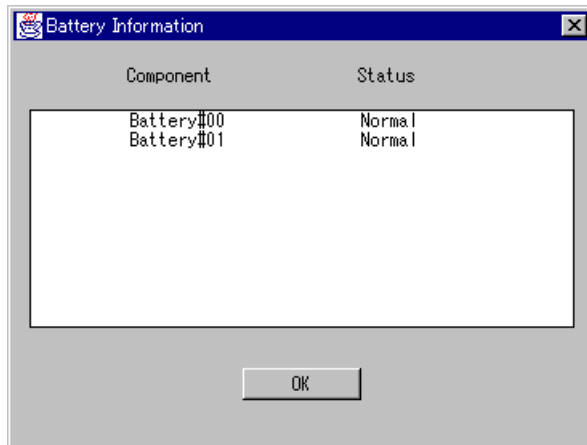 Battery Information
Component Status
Battery#00 Normal
Battery#01 Normal
OK